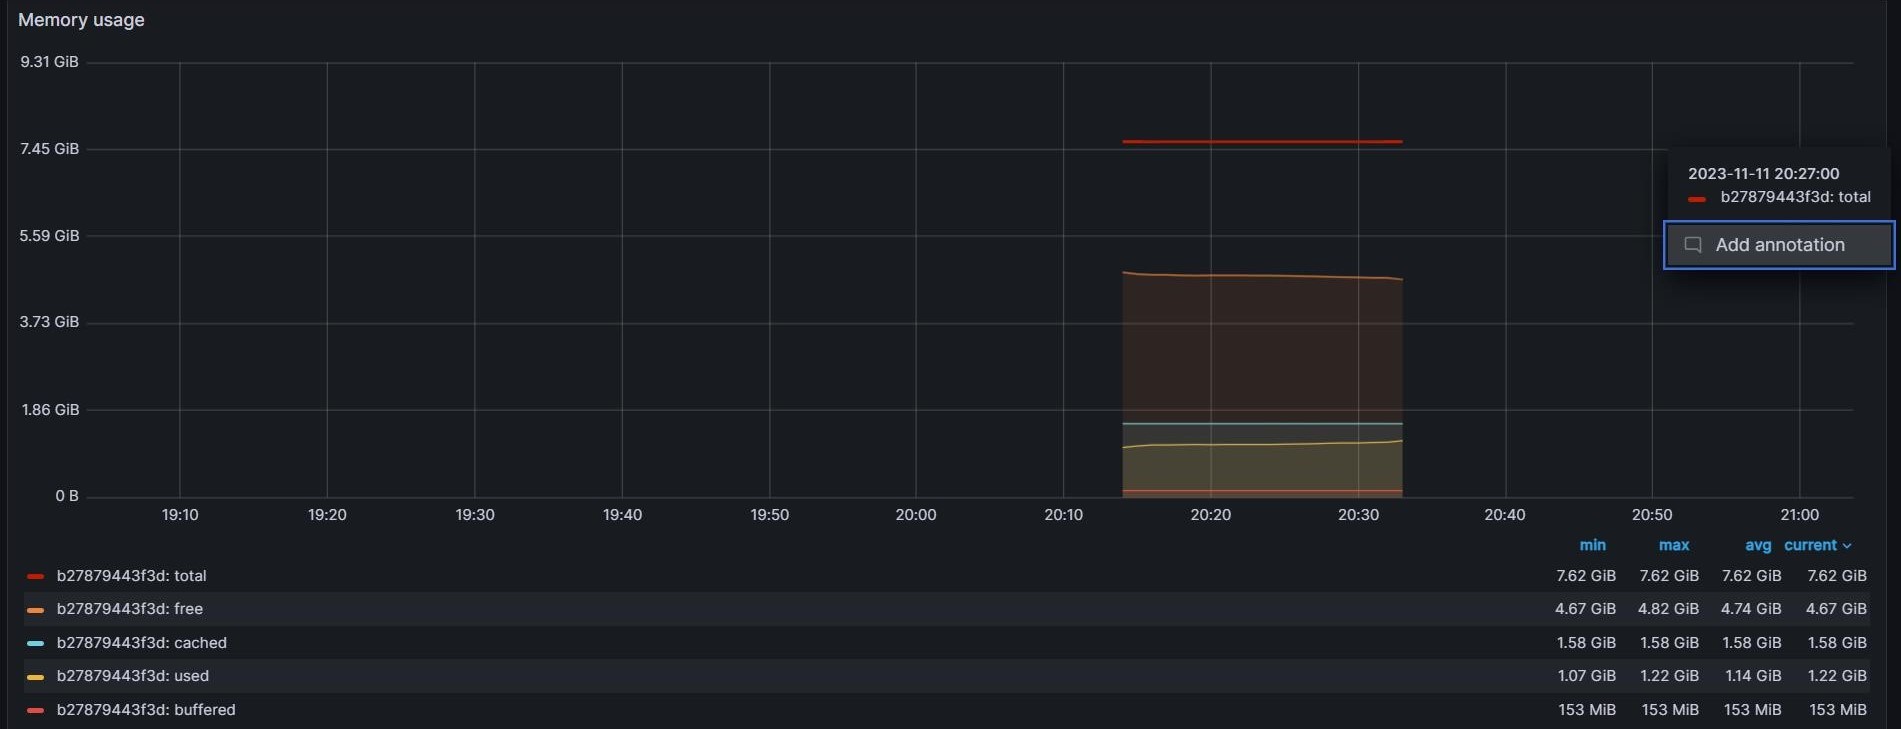 Memory usage
9.31 GiB
7.45 GiB
5.59 GiB
3.73 GiB
1.86 GiB
0 B
2023-11-11 20:27:00
b27879443f3d: total
Add annotation
19:10 19:20 19:30 19:40 19:50 20:00 20:10 20:20 20:30 20:40 20:50 21:00
min max avg current
b27879443f3d: total 7.62 GiB 7.62 GiB 7.62 GiB 7.62 GiB
b27879443f3d: free 4.67 GiB 4.82 GiB 4.74 GiB 4.67 GiB
b27879443f3d: cached 1.58 GiB 1.58 GiB 1.58 GiB 1.58 GiB
b27879443f3d: used 1.07 GiB 1.22 GiB 1.14 GiB 1.22 GiB
b27879443f3d: buffered 153 MiB 153 MiB 153 MiB 153 MiB